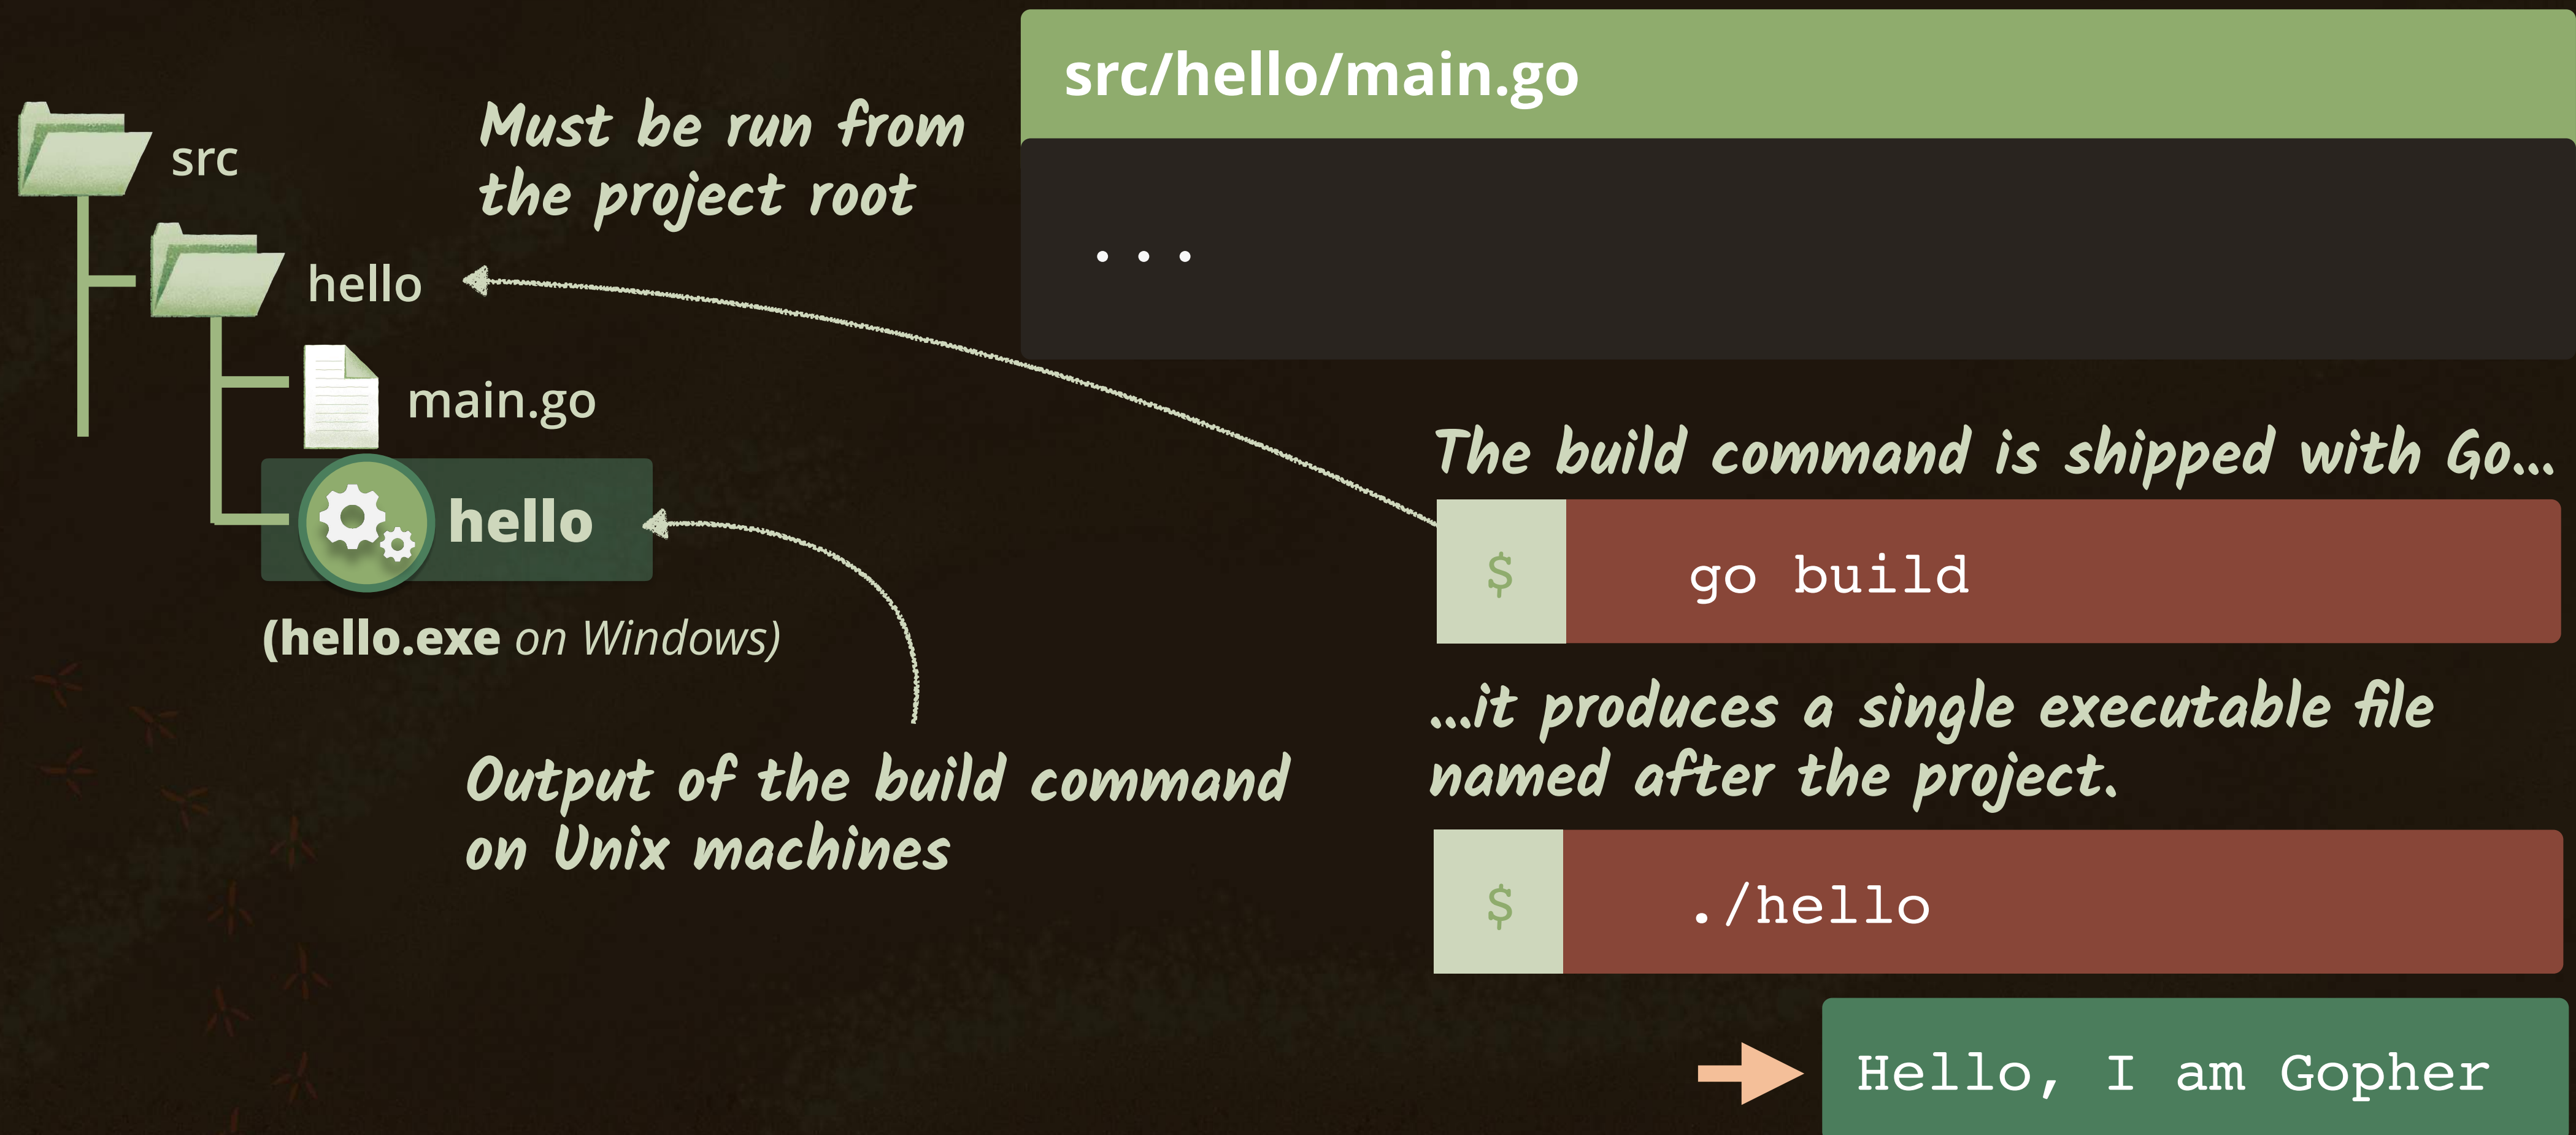 src/hello/main.go
...
src
Must be run from
the project root
hello
main.go
hello
(hello.exe on Windows)
Output of the build command
on Unix machines
The build command is shipped with Go...
$ go build
...it produces a single executable file
named after the project.
$ ./hello
Hello, I am Gopher